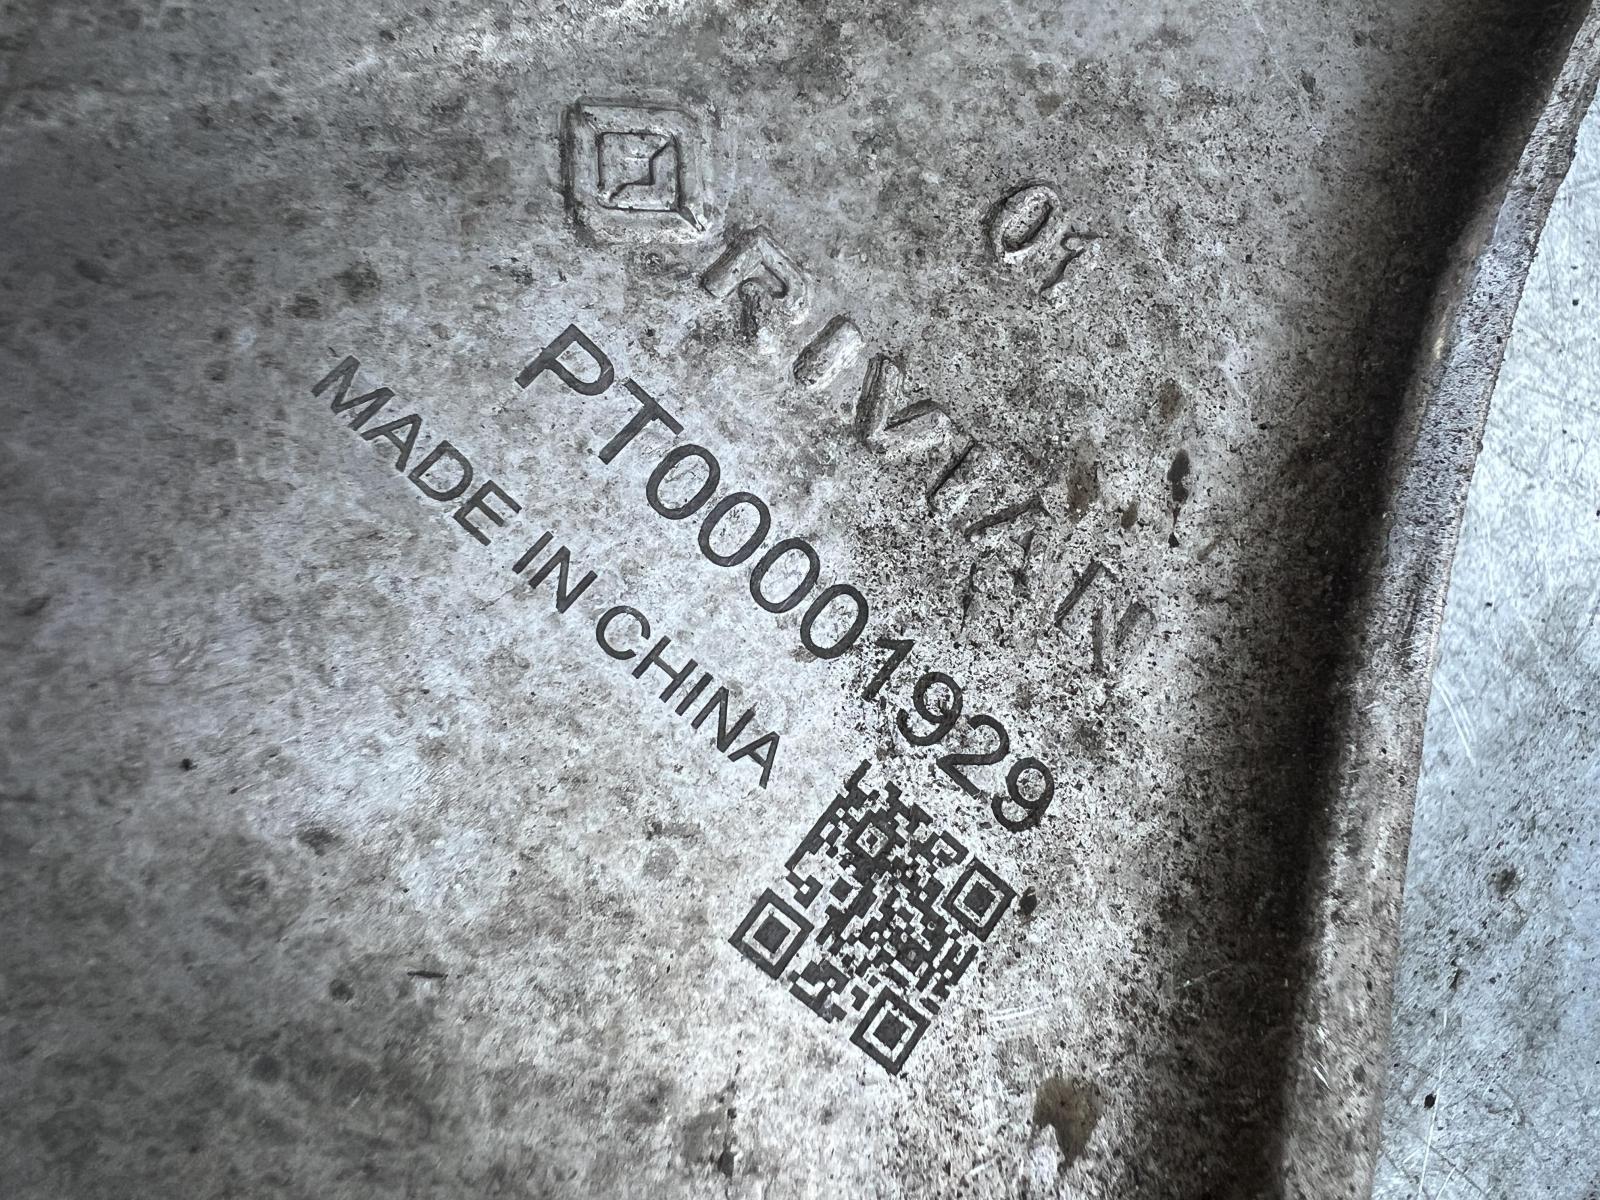 01
RIVIAN
PT00001929
MADE IN CHINA